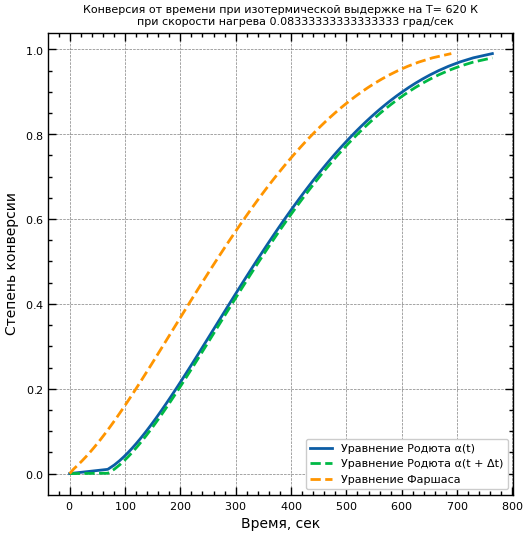 Конверсия от времени при изотермической выдержке на T= 620 К
при скорости нагрева 0.08333333333333333 град/сек
Степень конверсии
1.0
0.8
0.6
0.4
0.2
0.0
Уравнение Родюта α(t)
Уравнение Родюта α(t + Δt)
Уравнение Фаршаса
0 100 200 300 400 500 600 700 800
Время, сек